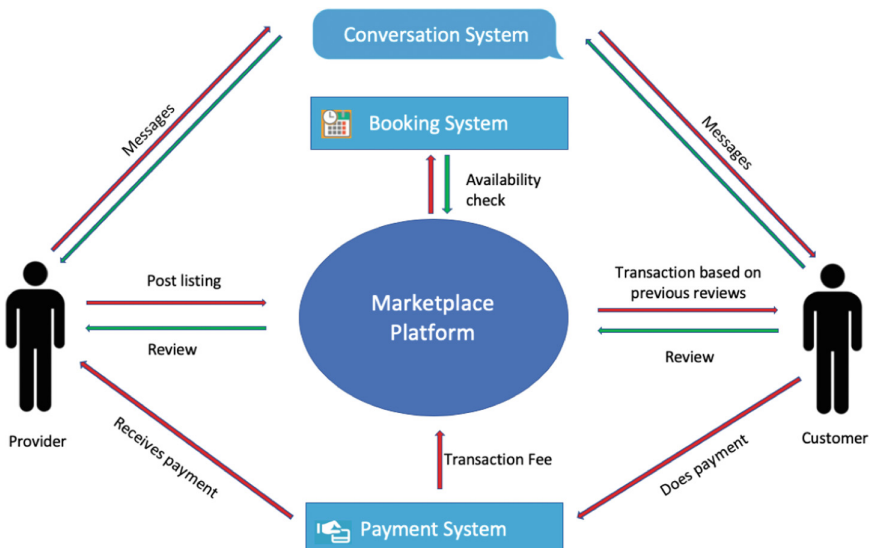 Conversation System
Messages
Messages
Booking System
Availability
check
Post listing
Transaction based on
previous reviews
Marketplace
Platform
Review
Review
Provider
Customer
Receives payment
Transaction Fee
Does payment
Payment System